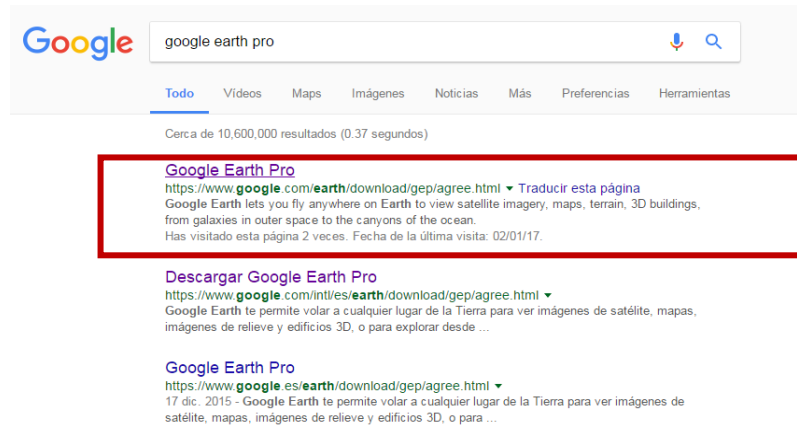 Google
google earth pro
Todo Vídeos Maps Imágenes Noticias Más Preferencias Herramientas
Cerca de 10,600,000 resultados (0.37 segundos)
Google Earth Pro
https://www.google.com/earth/download/gep/agree.html ▼ Traducir esta página
Google Earth lets you fly anywhere on Earth to view satellite imagery, maps, terrain, 3D buildings,
from galaxies in outer space to the canyons of the ocean.
Has visitado esta página 2 veces. Fecha de la última visita: 02/01/17.
Descargar Google Earth Pro
https://www.google.com/intl/es/earth/download/gep/agree.html ▼
Google Earth te permite volar a cualquier lugar de la Tierra para ver imágenes de satélite, mapas,
imágenes de relieve y edificios 3D, o para explorar desde ...
Google Earth Pro
https://www.google.es/earth/download/gep/agree.html ▼
17 dic. 2015 - Google Earth te permite volar a cualquier lugar de la Tierra para ver imágenes de
satélite, mapas, imágenes de relieve y edificios 3D, o para ...